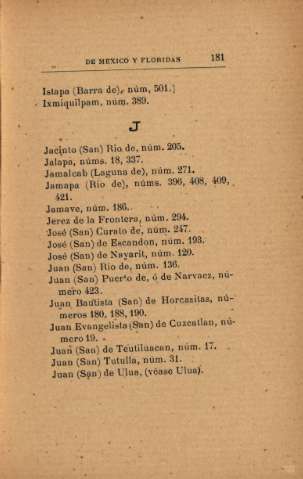 DE MEXICO Y FLORIDAS 181
Istapa (Barra de), núm, 501.)
Ixmiquilpam, núm. 389.
J
Jacinto (San) Rio de, núm. 205.
Jalapa, núms. 18, 337.
Jamalcab (Laguna de), núm. 271.
Jamapa (Rio de), núms. 396, 408, 409,
421.
Jamave, núm. 186.
Jerez de la Frontera, núm. 294.
José (San) Curato de, núm. 247.
José (San) de Escandon, núm. 193.
José (San) de Nayarit, núm. 129.
Juan (San) Rio de, núm. 136.
Juan (San) Puerto de, ó de Narvaez, nú-
mero 423.
Juan Bautista (San) de Horcazitas, nú-
meros 180, 188, 190.
Juan Evangelista (San) de Cuzcatlan, nú-
mero 19.
Juan (San) de Teutiluacan, núm. 17.
Juan (San) Tutulla, núm. 31.
Juan (San) de Ulua, (véase Ulua).